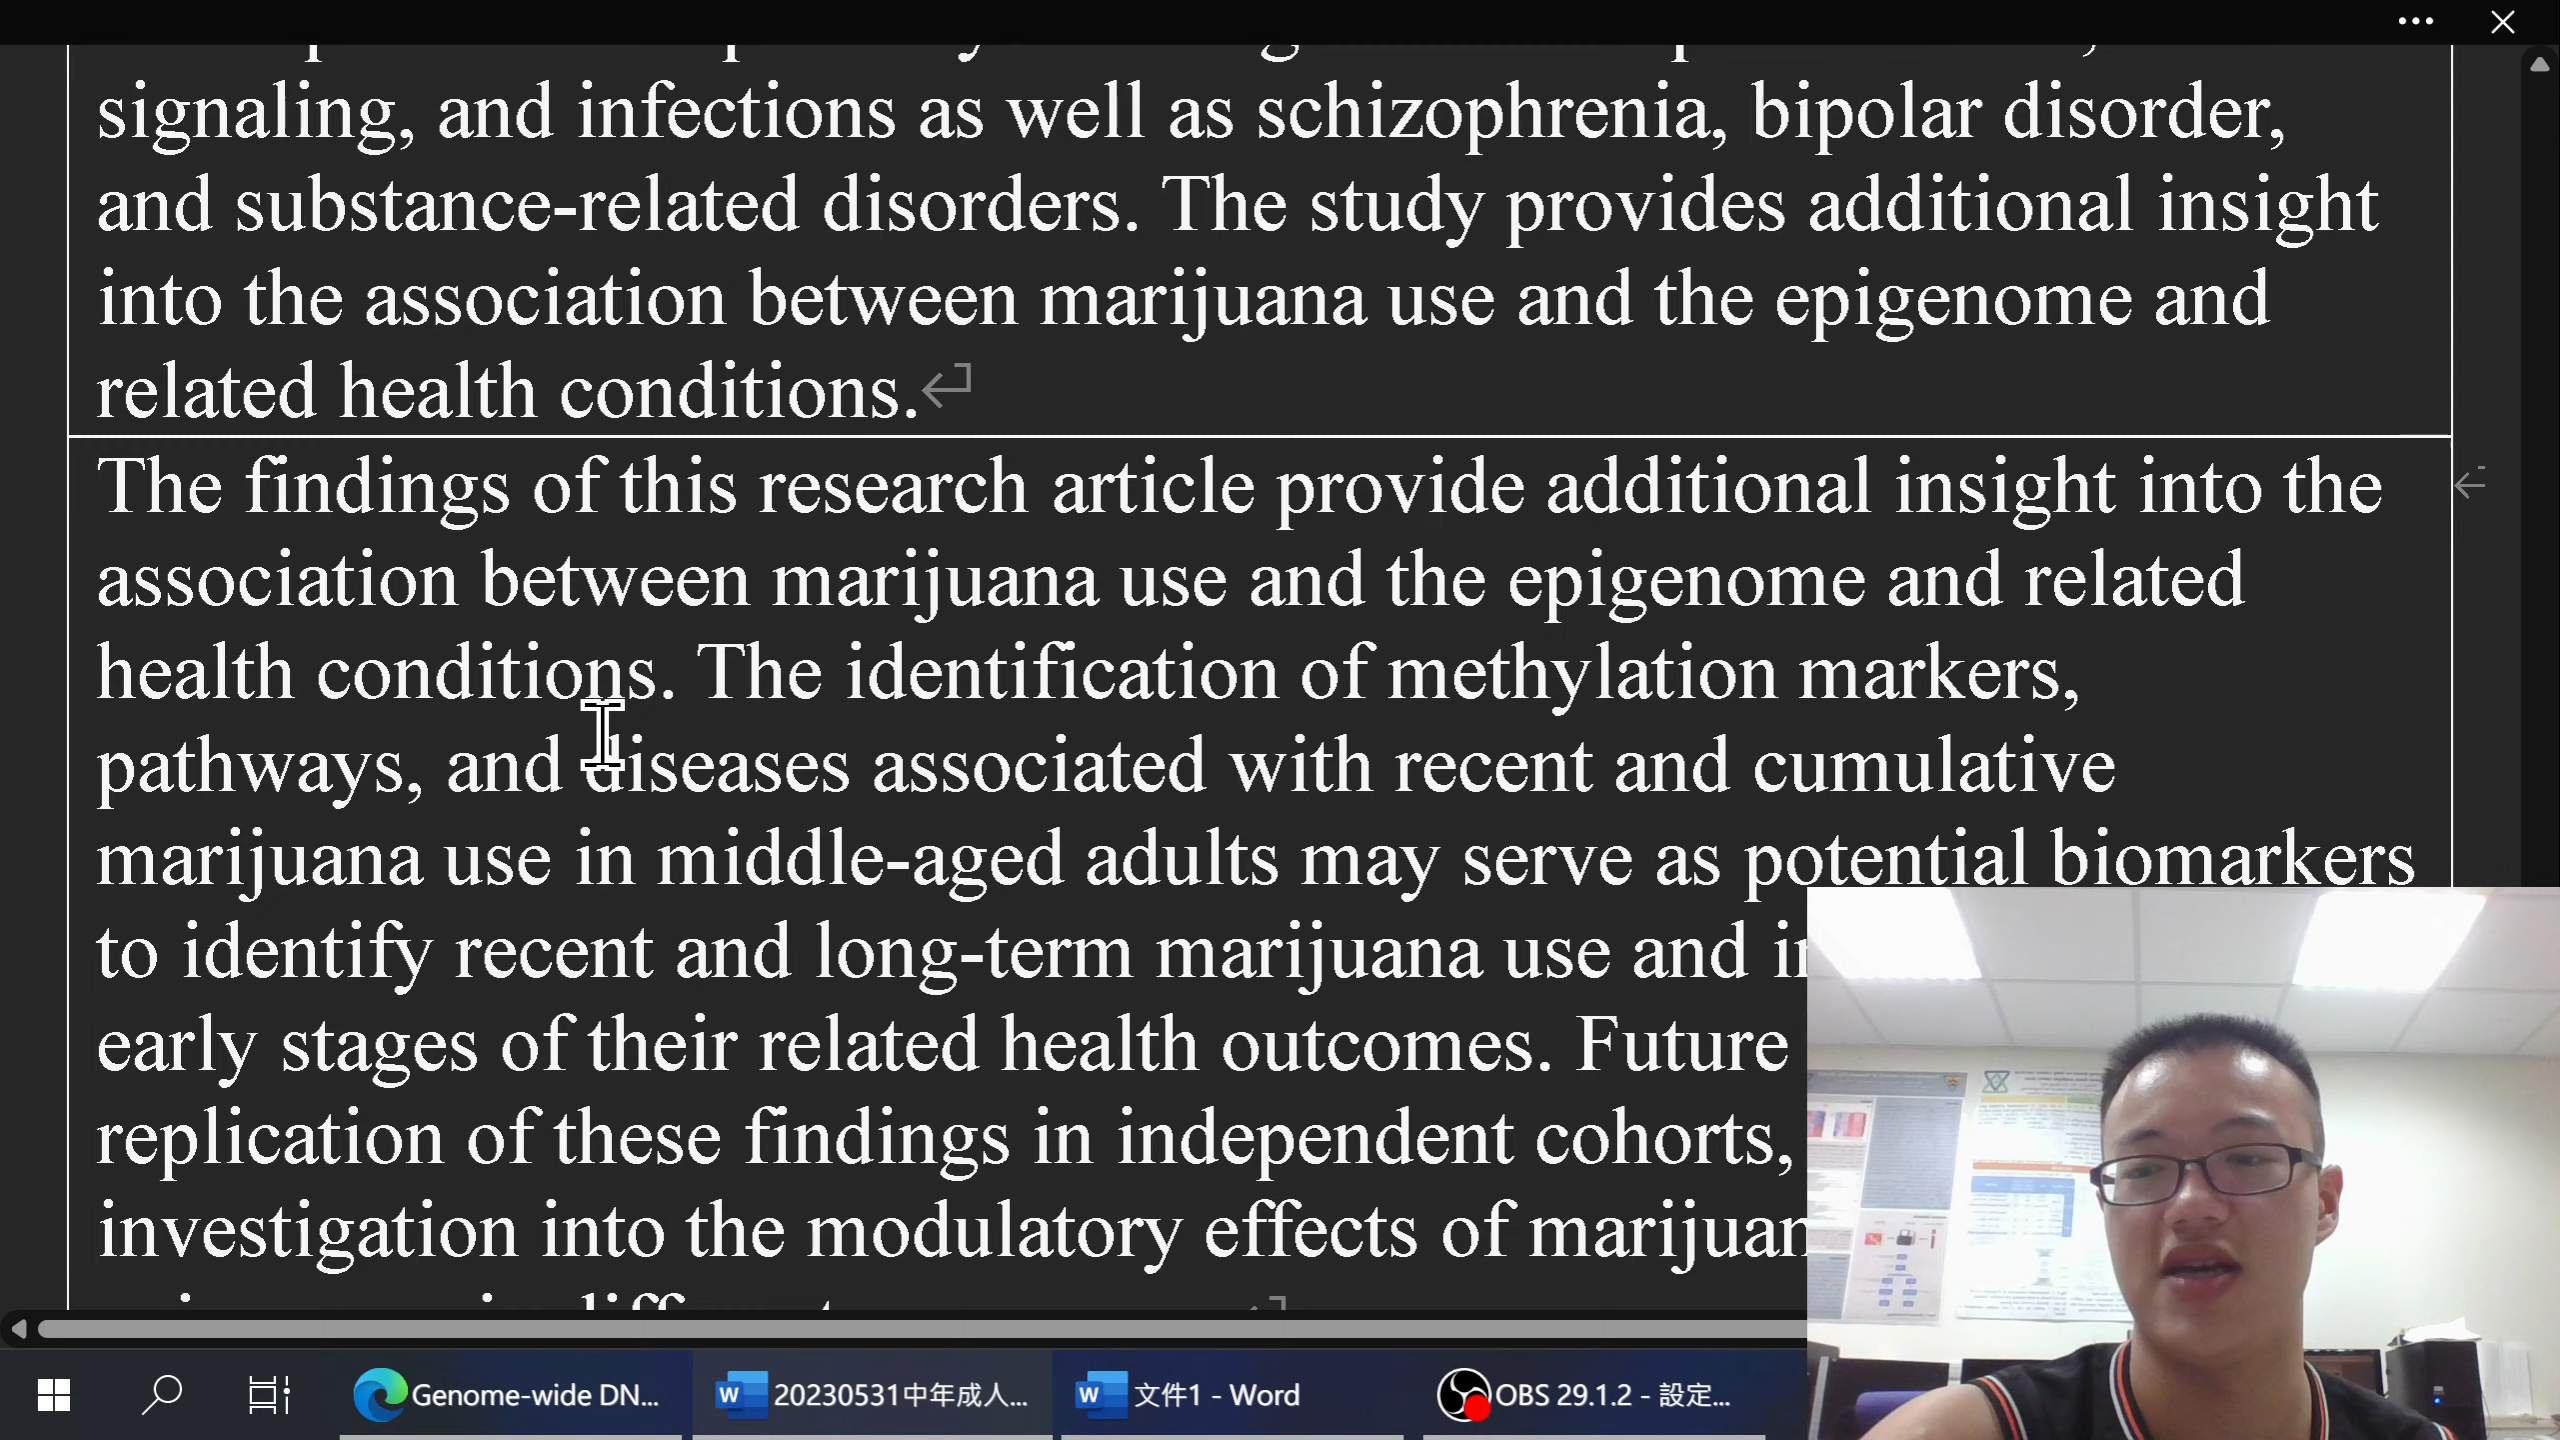 signaling, and infections as well as schizophrenia, bipolar disorder,
and substance-related disorders. The study provides additional insight
into the association between marijuana use and the epigenome and
related health conditions.
The findings of this research article provide additional insight into the
association between marijuana use and the epigenome and related
health conditions. The identification of methylation markers,
pathways, and diseases associated with recent and cumulative
marijuana use in middle-aged adults may serve as potential biomarkers
to identify recent and long-term marijuana use and
early stages of their related health outcomes. Future
replication of these findings in independent cohorts,
investigation into the modulatory effects of marijuan
Genome-wide DN...
20230531中年成人...
文件1 - Word
OBS 29.1.2 - 設定...